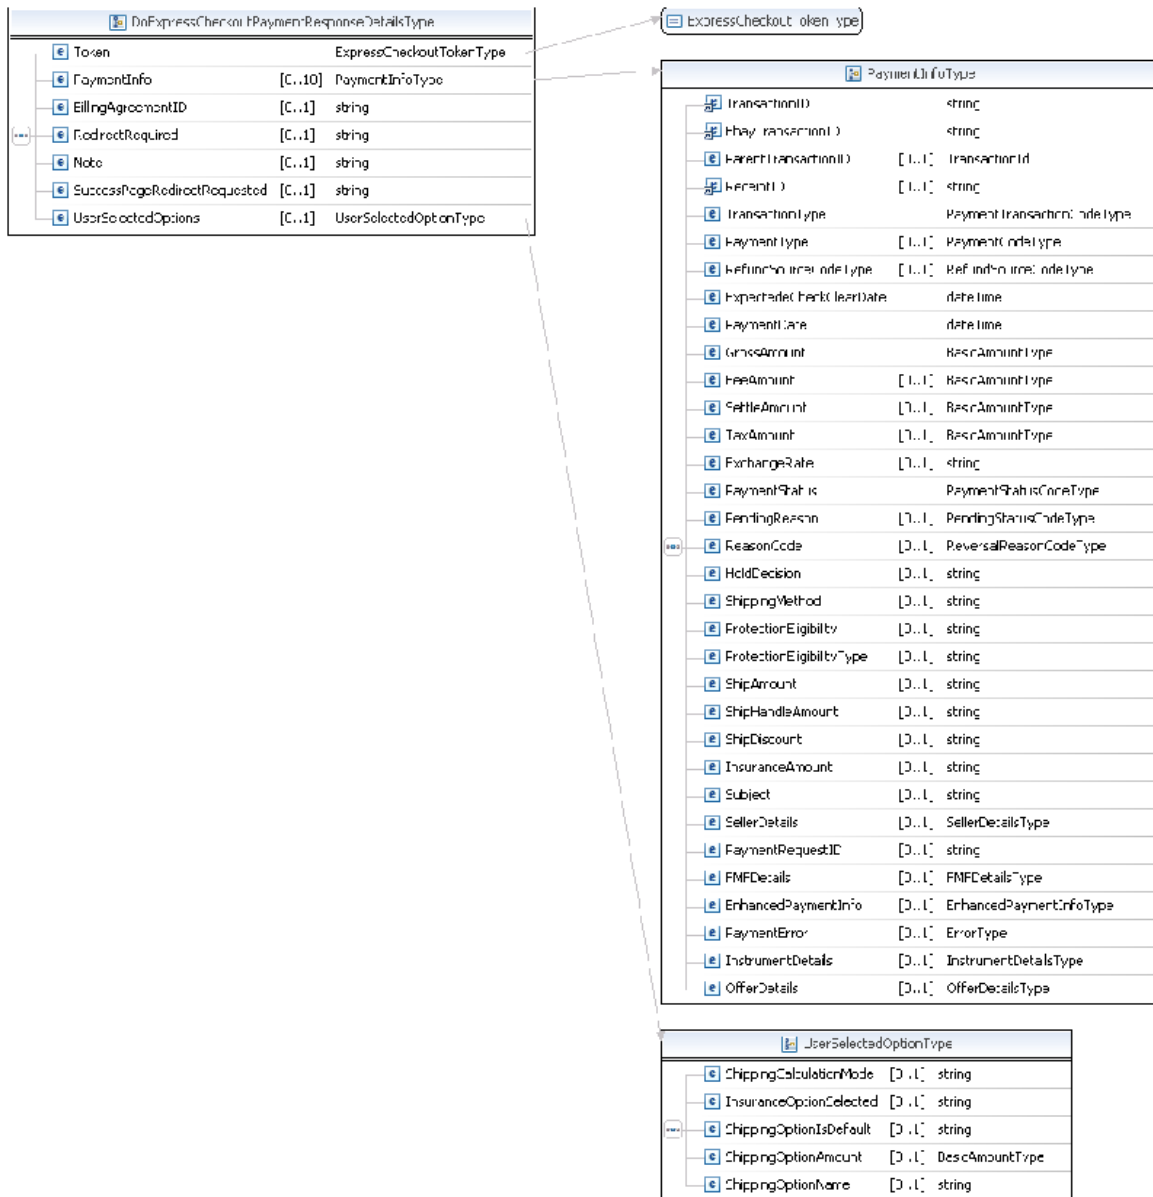 DoExpressCheckoutPaymentResponseDetailsType
Token ExpressCheckoutTokenType
PaymentInfo [0..10] PaymentInfoType
BillingAgreementID [0..1] string
RedirectRequired [0..1] string
Note [0..1] string
SuccessPageRedirectRequested [0..1] string
UserSelectedOptions [0..1] UserSelectedOptionType
ExpressCheckoutTokenType
PaymentInfoType
TransactionID string
EbayTransactionID string
ParentTransactionID [0..1] TransactionId
ReceiptID [0..1] string
TransactionType PaymentTransactionCodeType
PaymentType [0..1] PaymentCodeType
RefundSourceCodeType [0..1] RefundSourceCodeType
ExpectedeCheckClearDate dateTime
PaymentDate dateTime
GrossAmount BasicAmountType
FeeAmount [0..1] BasicAmountType
SettleAmount [0..1] BasicAmountType
TaxAmount [0..1] BasicAmountType
ExchangeRate [0..1] string
PaymentStatus PaymentStatusCodeType
PendingReason [0..1] PendingStatusCodeType
ReasonCode [0..1] ReversalReasonCodeType
HoldDecision [0..1] string
ShippingMethod [0..1] string
ProtectionEligibility [0..1] string
ProtectionEligibilityType [0..1] string
ShipAmount [0..1] string
ShipHandleAmount [0..1] string
ShipDiscount [0..1] string
InsuranceAmount [0..1] string
Subject [0..1] string
SellerDetails [0..1] SellerDetailsType
PaymentRequestID [0..1] string
FMFDetails [0..1] FMFDetailsType
EnhancedPaymentInfo [0..1] EnhancedPaymentInfoType
PaymentError [0..1] ErrorType
InstrumentDetails [0..1] InstrumentDetailsType
OfferDetails [0..1] OfferDetailsType
UserSelectedOptionType
ShippingCalculationMode [0..1] string
InsuranceOptionSelected [0..1] string
ShippingOptionIsDefault [0..1] string
ShippingOptionAmount [0..1] BasicAmountType
ShippingOptionName [0..1] string